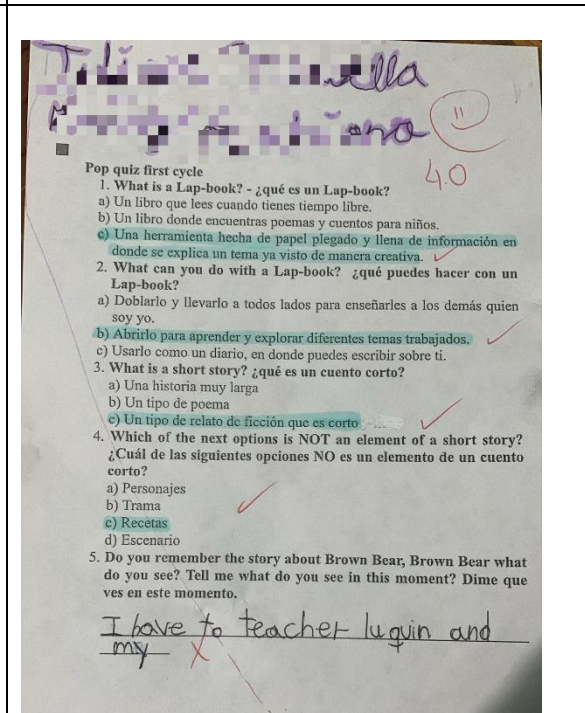 4.0
Pop quiz first cycle
1. What is a Lap-book? - ¿qué es un Lap-book?
a) Un libro que lees cuando tienes tiempo libre.
b) Un libro donde encuentras poemas y cuentos para niños.
c) Una herramienta hecha de papel plegado y llena de información en
donde se explica un tema ya visto de manera creativa.
2. What can you do with a Lap-book? ¿qué puedes hacer con un
Lap-book?
a) Doblarlo y llevarlo a todos lados para enseñarles a los demás quien
soy yo.
b) Abrirlo para aprender y explorar diferentes temas trabajados.
c) Usarlo como un diario, en donde puedes escribir sobre ti.
3. What is a short story? ¿qué es un cuento corto?
a) Una historia muy larga
b) Un tipo de poema
c) Un tipo de relato de ficción que es corto
4. Which of the next options is NOT an element of a short story?
¿Cuál de las siguientes opciones NO es un elemento de un cuento
corto?
a) Personajes
b) Trama
c) Recetas
d) Escenario
5. Do you remember the story about Brown Bear, Brown Bear what
do you see? Tell me what do you see in this moment? Dime que
ves en este momento.
I have to teacher luquin and
my